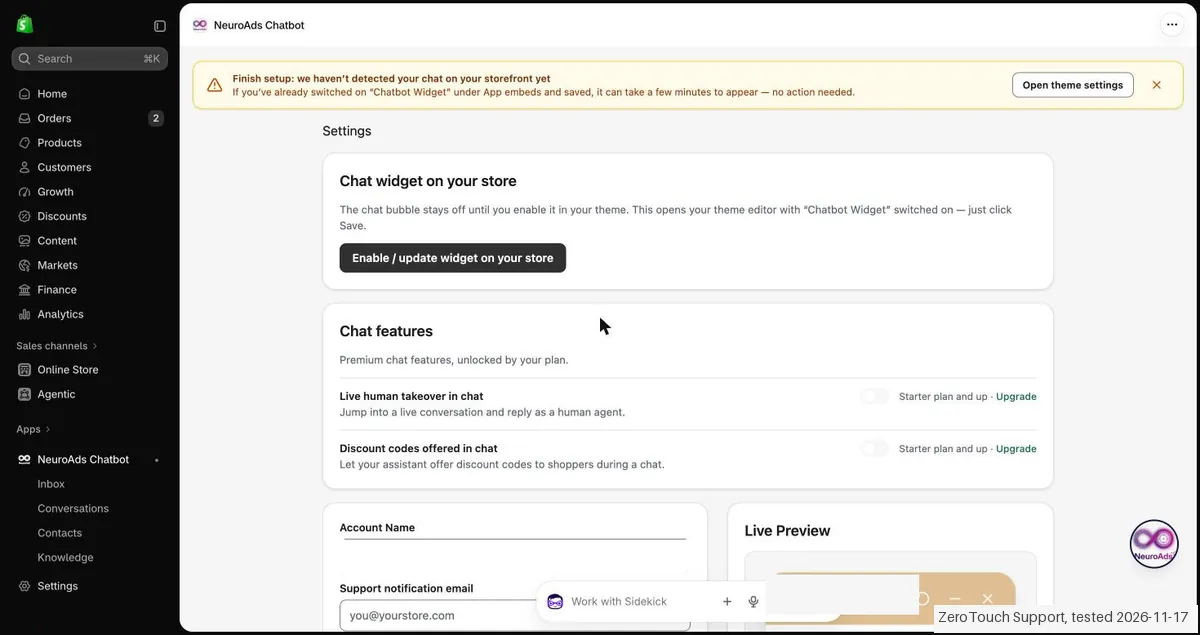 NeuroAds Chatbot
Search ⌘K
Home
Orders 2
Products
Customers
Growth
Discounts
Content
Markets
Finance
Analytics
Sales channels
Online Store
Agentic
Apps
NeuroAds Chatbot
Inbox
Conversations
Contacts
Knowledge
Settings
Finish setup: we haven’t detected your chat on your storefront yet
If you’ve already switched on “Chatbot Widget” under App embeds and saved, it can take a few minutes to appear — no action needed.
Open theme settings
Settings
Chat widget on your store
The chat bubble stays off until you enable it in your theme. This opens your theme editor with “Chatbot Widget” switched on — just click
Save.
Enable / update widget on your store
Chat features
Premium chat features, unlocked by your plan.
Live human takeover in chat
Jump into a live conversation and reply as a human agent.
Starter plan and up · Upgrade
Discount codes offered in chat
Let your assistant offer discount codes to shoppers during a chat.
Starter plan and up · Upgrade
Account Name
Support notification email
you@yourstore.com
Live Preview
Work with Sidekick
NeuroAds
ZeroTouch Support, tested 2026-11-17